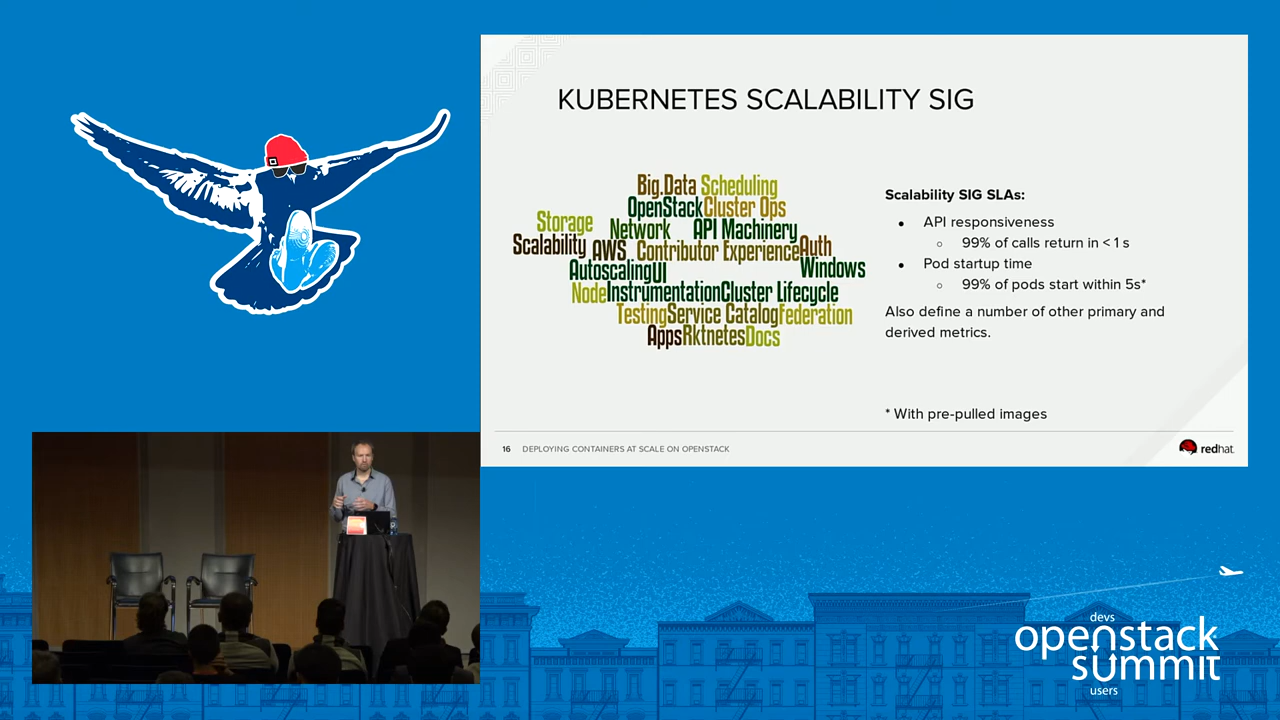 KUBERNETES SCALABILITY SIG
Big.Data Scheduling
OpenStack Cluster Ops
Storage Network API Machinery
Scalability AWS Contributor Experience Auth
Autoscaling UI Windows
Node Instrumentation Cluster Lifecycle
Testing Service Catalog Federation
Apps Rktnetes Docs
Scalability SIG SLAs:
• API responsiveness
○ 99% of calls return in < 1 s
• Pod startup time
○ 99% of pods start within 5s*
Also define a number of other primary and
derived metrics.
* With pre-pulled images
16 DEPLOYING CONTAINERS AT SCALE ON OPENSTACK
redhat.
devs
openstack
summit
users